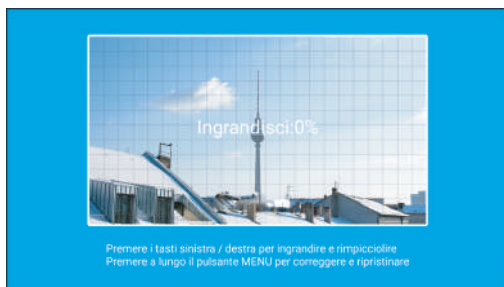 Ingrandisci:0%
Premere i tasti sinistra / destra per ingrandire e rimpicciolire
Premere a lungo il pulsante MENU per correggere e ripristinare